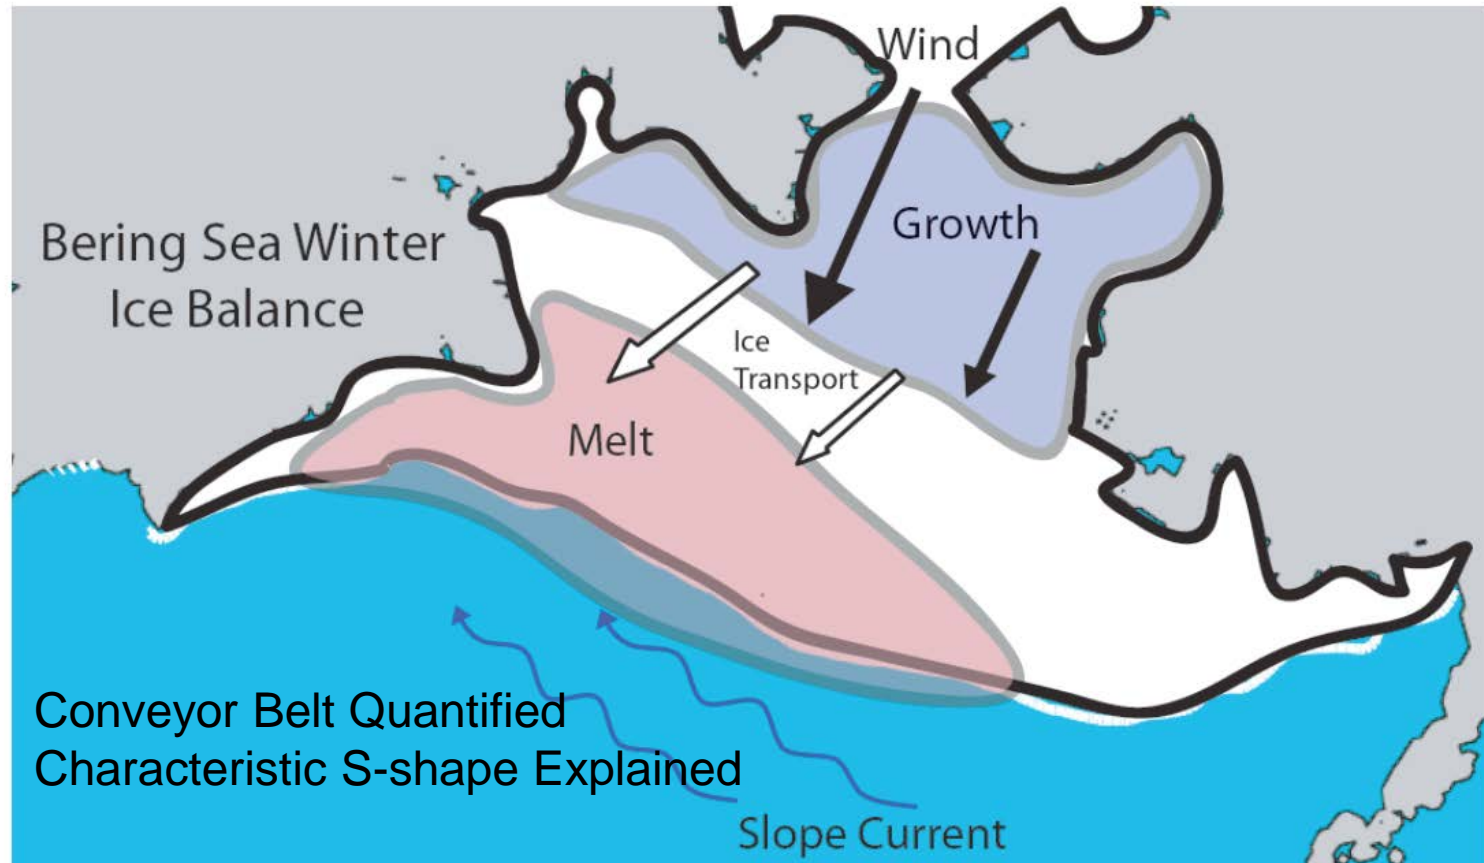 Wind
Growth
Bering Sea Winter
Ice Balance
Ice
Transport
Melt
Conveyor Belt Quantified
Characteristic S-shape Explained
Slope Current